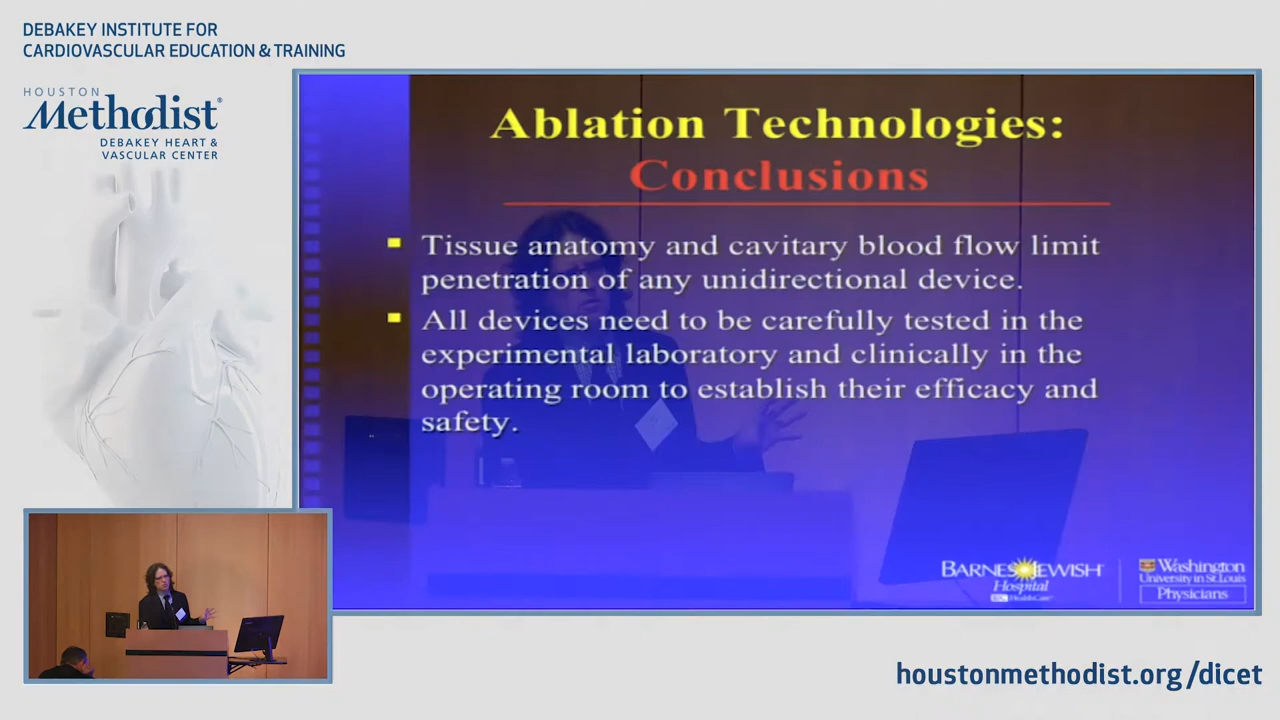 DEBAKEY INSTITUTE FOR
CARDIOVASCULAR EDUCATION & TRAINING
HOUSTON
Methodist®
DEBAKEY HEART &
VASCULAR CENTER
Ablation Technologies:
Conclusions
Tissue anatomy and cavitary blood flow limit
penetration of any unidirectional device.
All devices need to be carefully tested in the
experimental laboratory and clinically in the
operating room to establish their efficacy and
safety.
BARNES JEWISH
Hospital
BJC HealthCare
Washington
University in St. Louis
Physicians
houstonmethodist.org/dicet